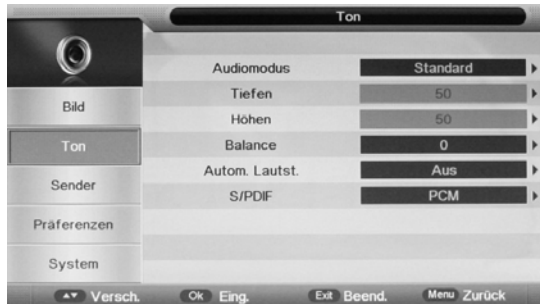 Ton
Audiomodus Standard
Tiefen 50
Höhen 50
Balance 0
Autom. Lautst. Aus
S/PDIF PCM
Bild
Ton
Sender
Präferenzen
System
Versch. Ok Eing. Exit Beend. Menu Zurück